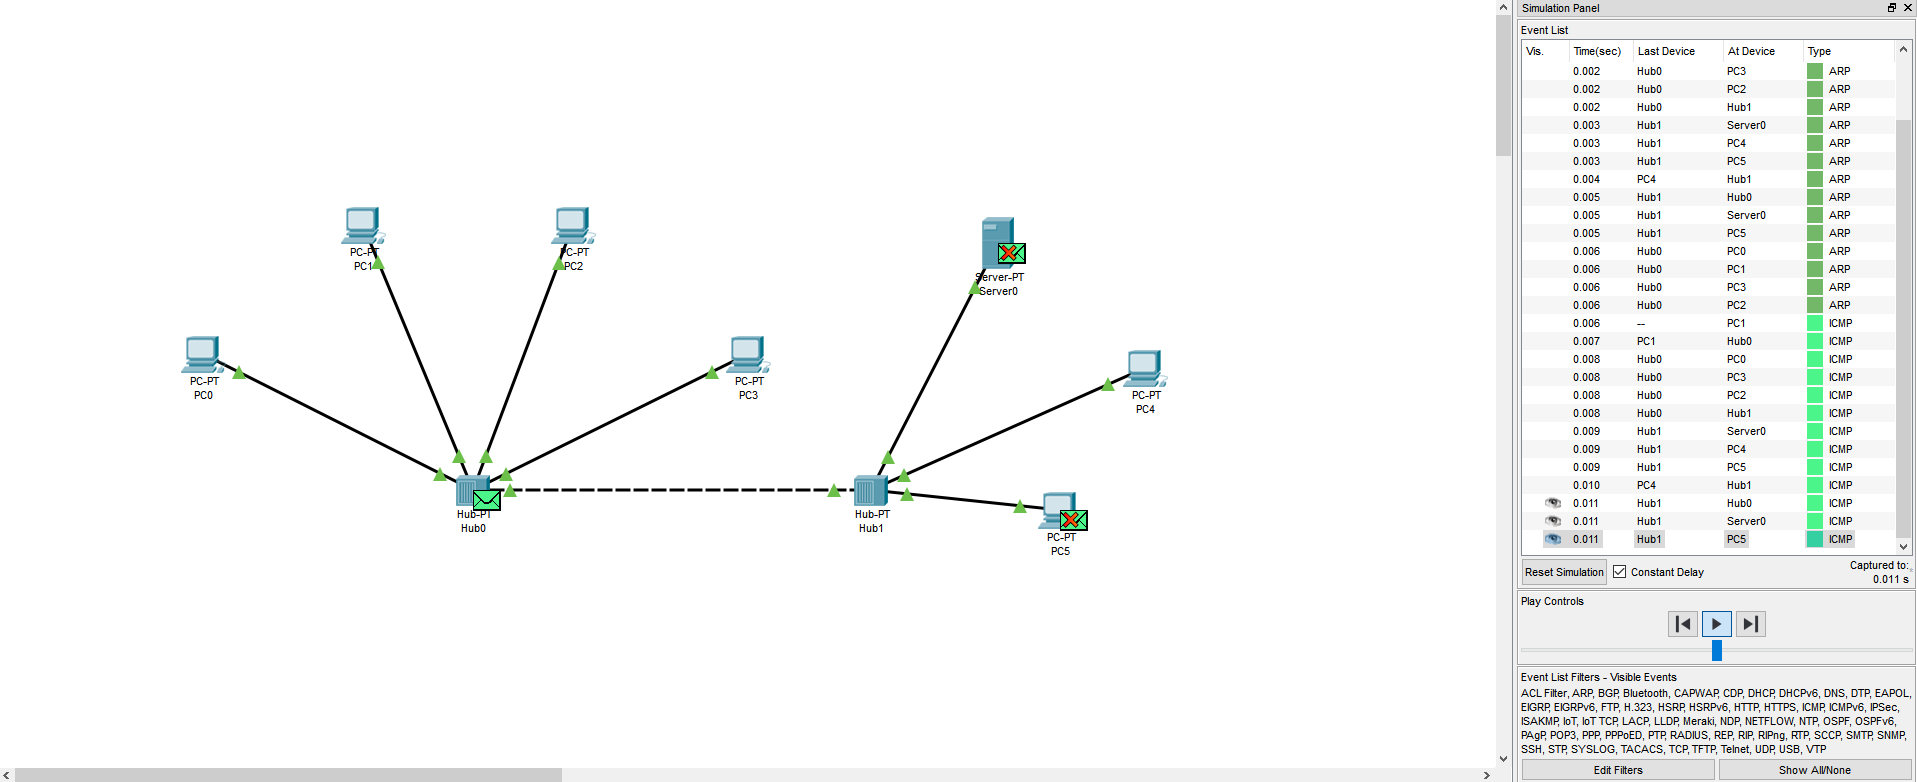 PC-PT
PC1
PC-PT
PC2
Server-PT
Server0
PC-PT
PC0
PC-PT
PC3
PC-PT
PC4
Hub-PT
Hub0
Hub-PT
Hub1
PC-PT
PC5
Simulation Panel
Event List
Vis. Time(sec) Last Device At Device Type
0.002 Hub0 PC3 ARP
0.002 Hub0 PC2 ARP
0.002 Hub0 Hub1 ARP
0.003 Hub1 Server0 ARP
0.003 Hub1 PC4 ARP
0.003 Hub1 PC5 ARP
0.004 PC4 Hub1 ARP
0.005 Hub1 Hub0 ARP
0.005 Hub1 Server0 ARP
0.005 Hub1 PC5 ARP
0.006 Hub0 PC0 ARP
0.006 Hub0 PC1 ARP
0.006 Hub0 PC3 ARP
0.006 Hub0 PC2 ARP
0.006 -- PC1 ICMP
0.007 PC1 Hub0 ICMP
0.008 Hub0 PC0 ICMP
0.008 Hub0 PC3 ICMP
0.008 Hub0 PC2 ICMP
0.008 Hub0 Hub1 ICMP
0.009 Hub1 Server0 ICMP
0.009 Hub1 PC4 ICMP
0.009 Hub1 PC5 ICMP
0.010 PC4 Hub1 ICMP
0.011 Hub1 Hub0 ICMP
0.011 Hub1 Server0 ICMP
0.011 Hub1 PC5 ICMP
Reset Simulation Constant Delay Captured to:
0.011 s
Play Controls
Event List Filters - Visible Events
ACL Filter, ARP, BGP, Bluetooth, CAPWAP, CDP, DHCP, DHCPv6, DNS, DTP, EAPOL,
EIGRP, EIGRPv6, FTP, H.323, HSRP, HSRPv6, HTTP, HTTPS, ICMP, ICMPv6, IPSec,
ISAKMP, IoT, IoT TCP, LACP, LLDP, Meraki, NDP, NETFLOW, NTP, OSPF, OSPFv6,
PAgP, POP3, PPP, PPPoED, PTP, RADIUS, REP, RIP, RIPng, RTP, SCCP, SMTP, SNMP,
SSH, STP, SYSLOG, TACACS, TCP, TFTP, Telnet, UDP, USB, VTP
Edit Filters Show All/None